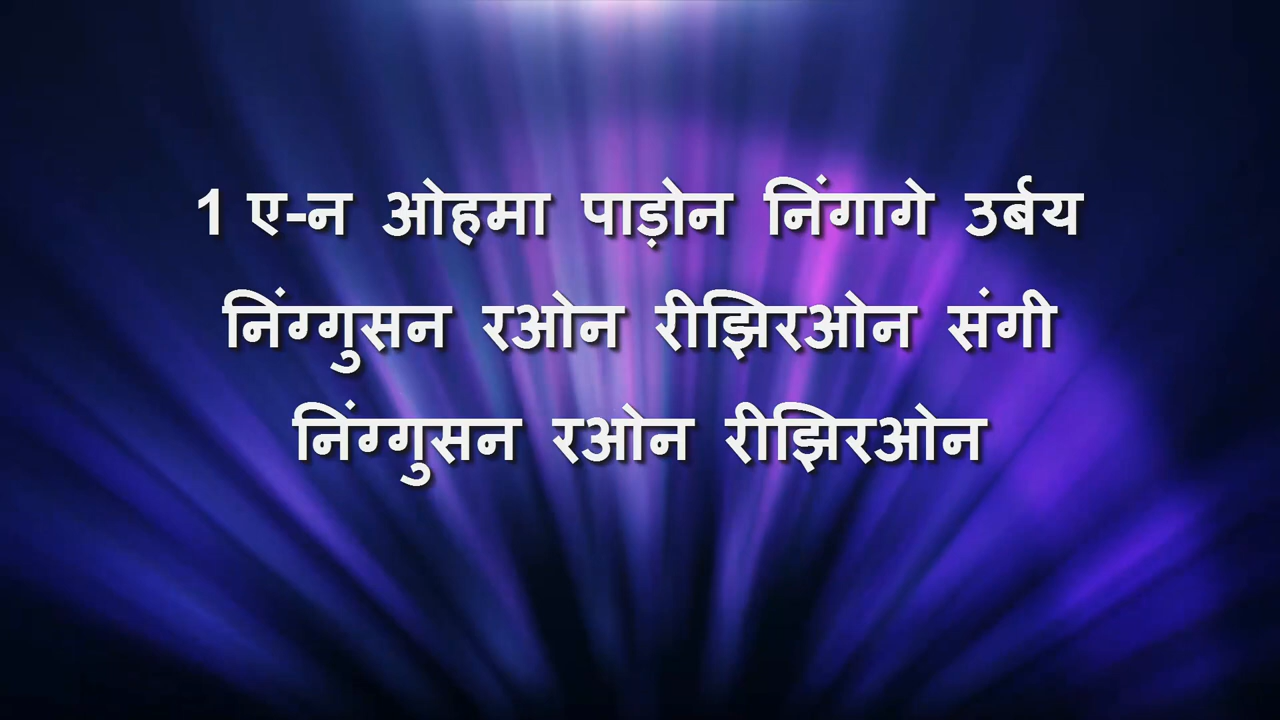 1 ए-न ओहमा पाड़ोन निंगागे उर्बय
निंग्गुसन रओन रीझिरओन संगी
निंग्गुसन रओन रीझिरओन